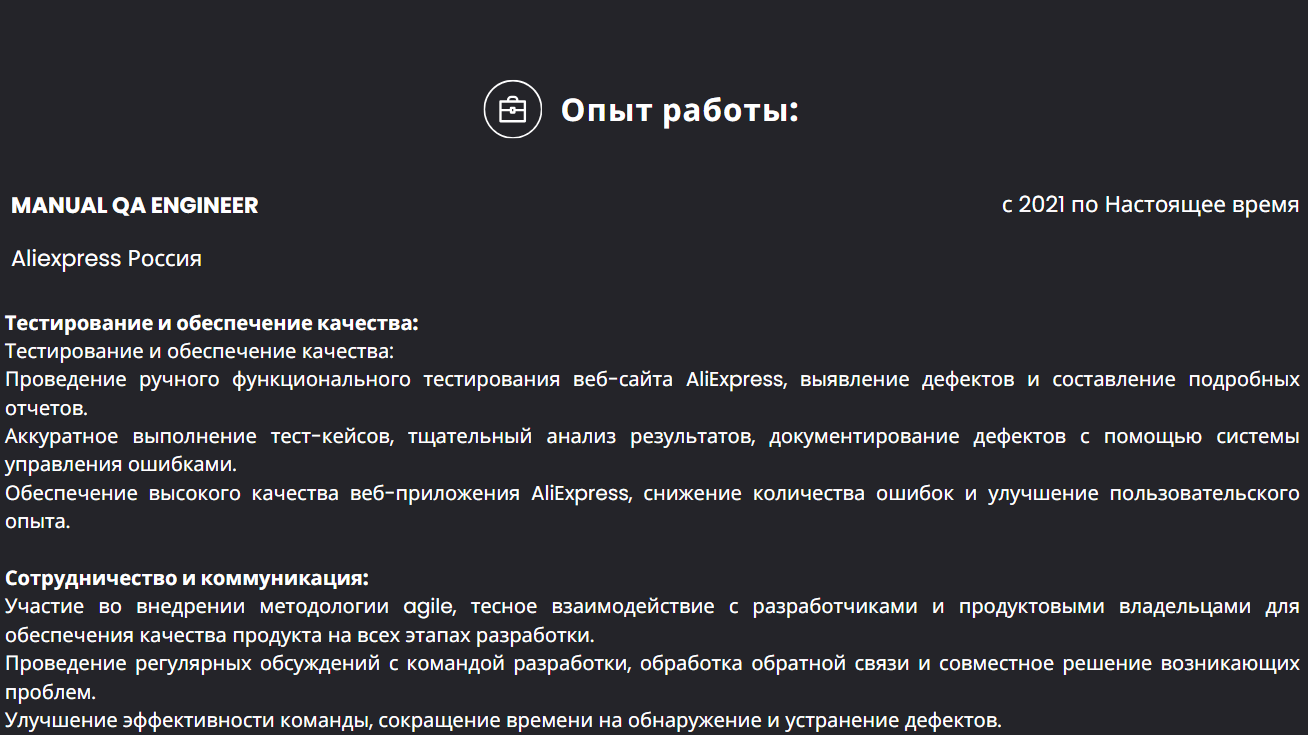 Опыт работы:
MANUAL QA ENGINEER
с 2021 по Настоящее время
Aliexpress Россия
Тестирование и обеспечение качества:
Тестирование и обеспечение качества:
Проведение ручного функционального тестирования веб-сайта AliExpress, выявление дефектов и составление подробных
отчетов.
Аккуратное выполнение тест-кейсов, тщательный анализ результатов, документирование дефектов с помощью системы
управления ошибками.
Обеспечение высокого качества веб-приложения AliExpress, снижение количества ошибок и улучшение пользовательского
опыта.
Сотрудничество и коммуникация:
Участие во внедрении методологии agile, тесное взаимодействие с разработчиками и продуктовыми владельцами для
обеспечения качества продукта на всех этапах разработки.
Проведение регулярных обсуждений с командой разработки, обработка обратной связи и совместное решение возникающих
проблем.
Улучшение эффективности команды, сокращение времени на обнаружение и устранение дефектов.